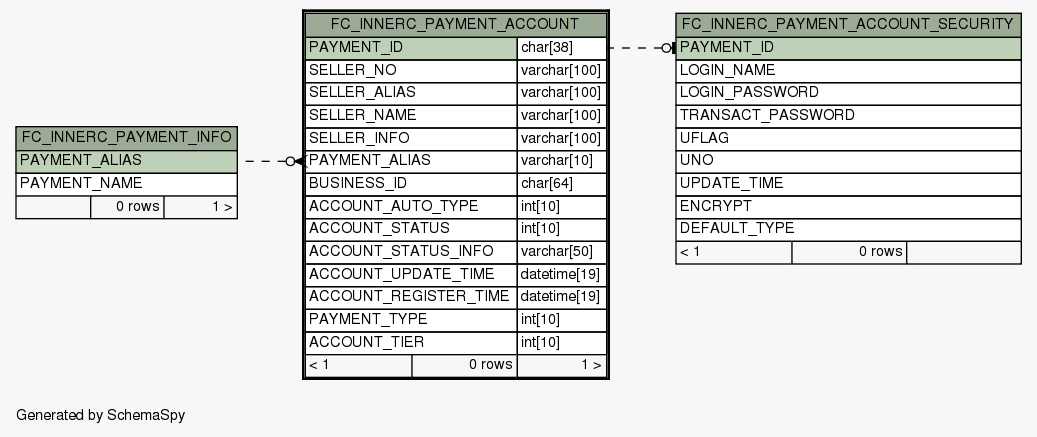 FC_INNERC_PAYMENT_INFO
PAYMENT_ALIAS
PAYMENT_NAME
0 rows 1 >
FC_INNERC_PAYMENT_ACCOUNT
PAYMENT_ID char[38]
SELLER_NO varchar[100]
SELLER_ALIAS varchar[100]
SELLER_NAME varchar[100]
SELLER_INFO varchar[100]
PAYMENT_ALIAS varchar[10]
BUSINESS_ID char[64]
ACCOUNT_AUTO_TYPE int[10]
ACCOUNT_STATUS int[10]
ACCOUNT_STATUS_INFO varchar[50]
ACCOUNT_UPDATE_TIME datetime[19]
ACCOUNT_REGISTER_TIME datetime[19]
PAYMENT_TYPE int[10]
ACCOUNT_TIER int[10]
< 1 0 rows 1 >
FC_INNERC_PAYMENT_ACCOUNT_SECURITY
PAYMENT_ID
LOGIN_NAME
LOGIN_PASSWORD
TRANSACT_PASSWORD
UFLAG
UNO
UPDATE_TIME
ENCRYPT
DEFAULT_TYPE
< 1 0 rows
Generated by SchemaSpy